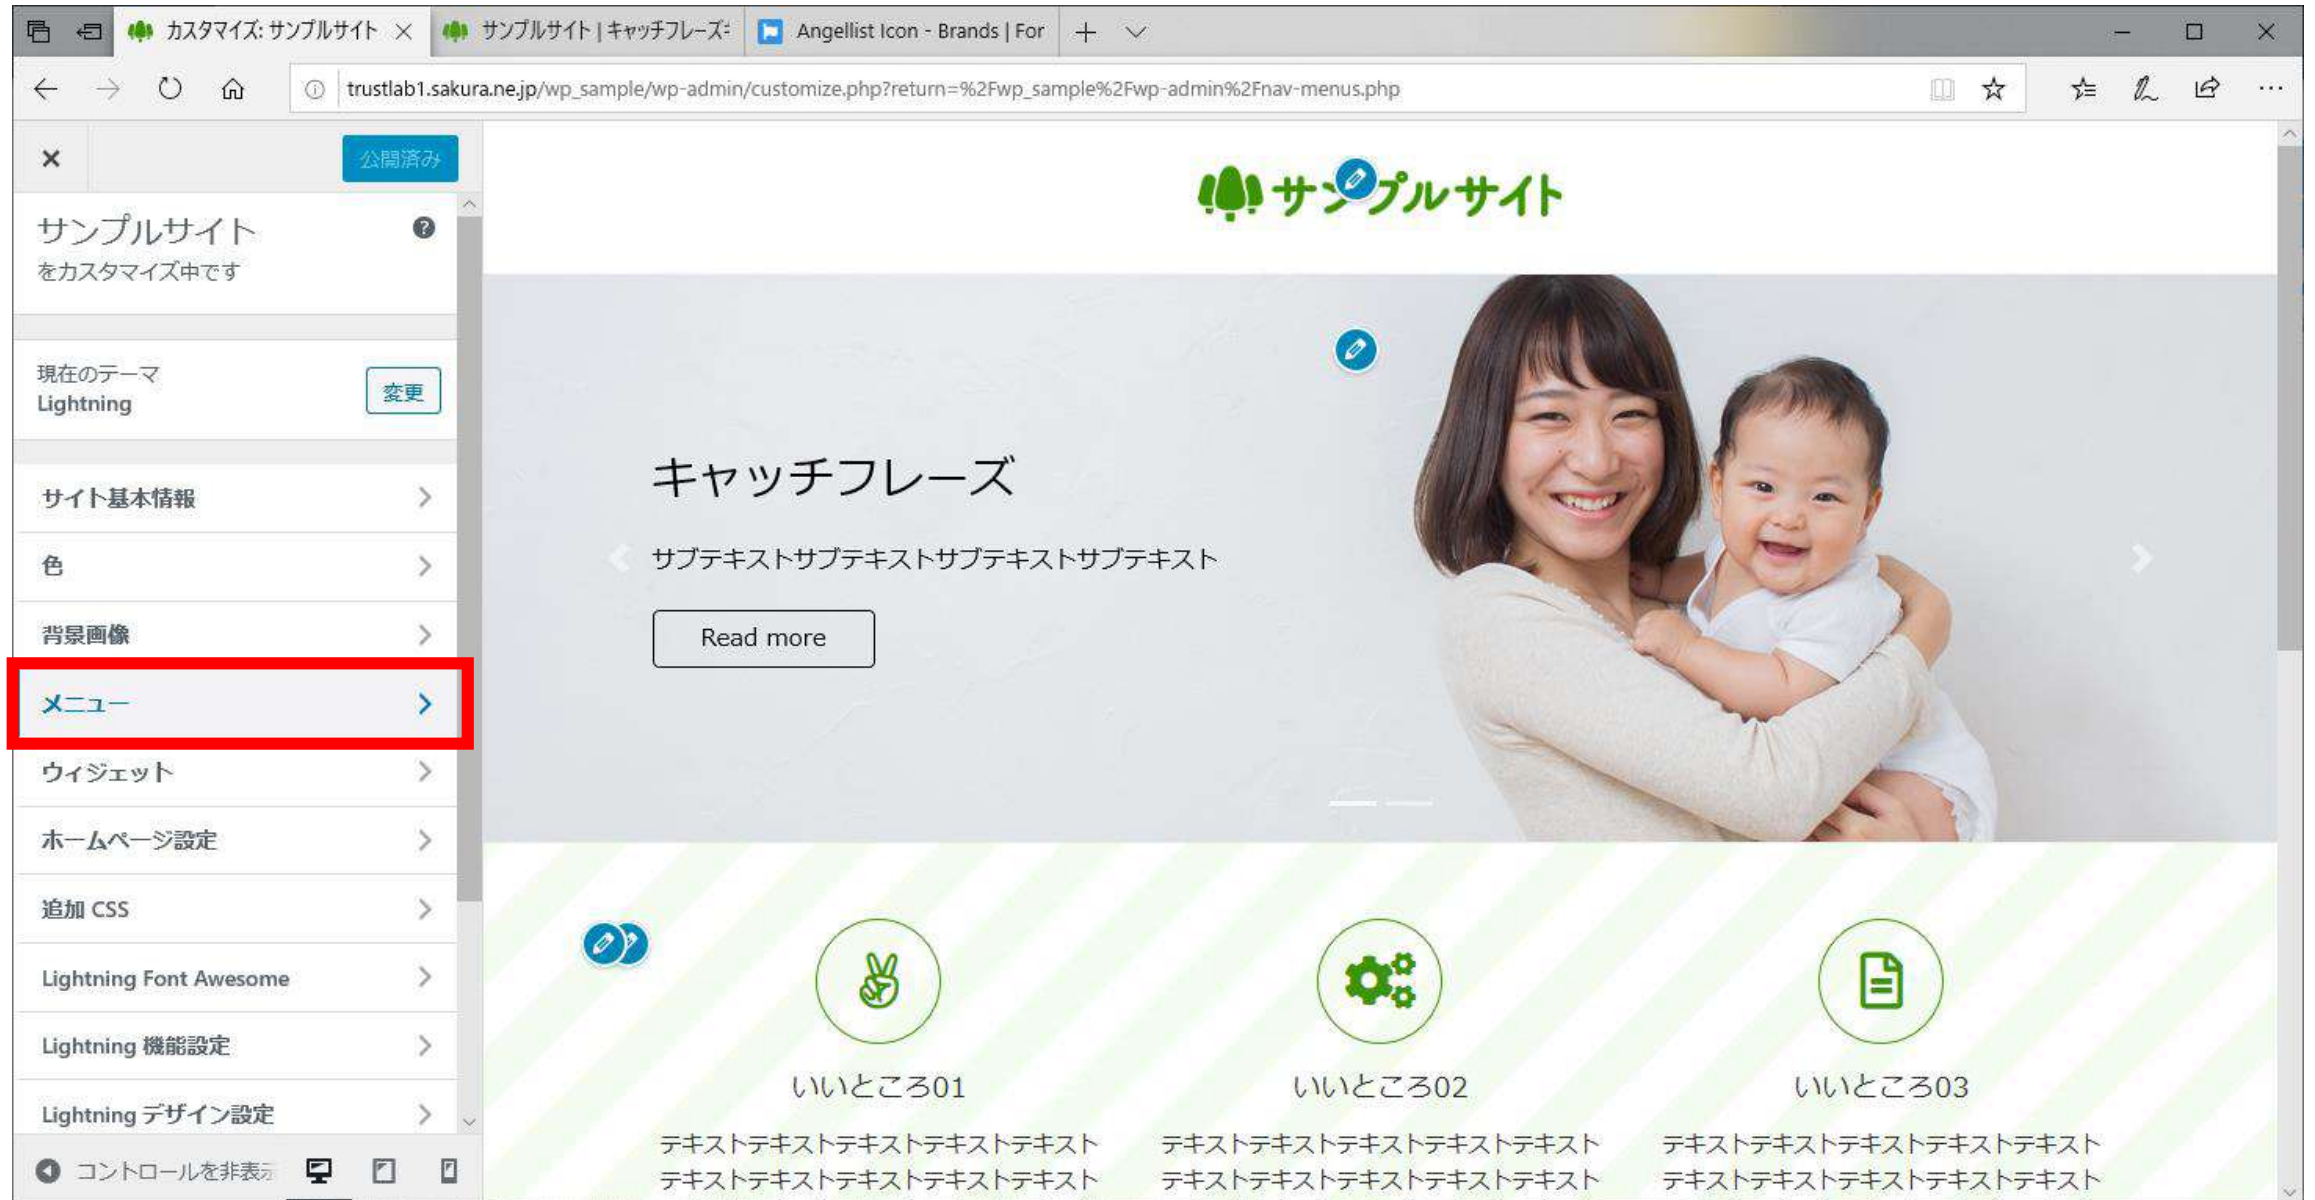 カスタマイズ: サンプルサイト
サンプルサイト | キャッチフレーズ
Angellist Icon - Brands | For
trustlab1.sakura.ne.jp/wp_sample/wp-admin/customize.php?return=%2Fwp_sample%2Fwp-admin%2Fnav-menus.php
公開済み
サンプルサイト
をカスタマイズ中です
現在のテーマ
Lightning
変更
サイト基本情報
色
背景画像
メニュー
ウィジェット
ホームページ設定
追加 CSS
Lightning Font Awesome
Lightning 機能設定
Lightning デザイン設定
コントロールを非表示
サンプルサイト
キャッチフレーズ
サブテキストサブテキストサブテキストサブテキスト
Read more
いいところ01
テキストテキストテキストテキストテキスト
テキストテキストテキストテキストテキスト
いいところ02
テキストテキストテキストテキストテキスト
テキストテキストテキストテキストテキスト
いいところ03
テキストテキストテキストテキストテキスト
テキストテキストテキストテキストテキスト